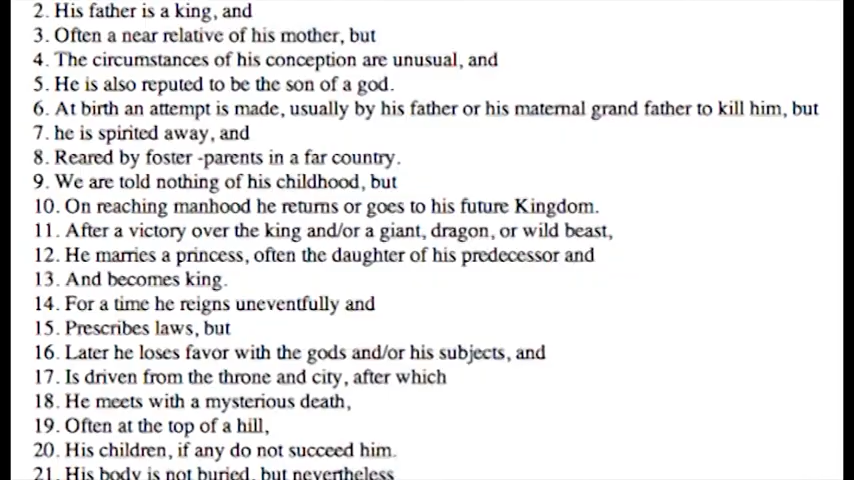 2. His father is a king, and
3. Often a near relative of his mother, but
4. The circumstances of his conception are unusual, and
5. He is also reputed to be the son of a god.
6. At birth an attempt is made, usually by his father or his maternal grand father to kill him, but
7. he is spirited away, and
8. Reared by foster -parents in a far country.
9. We are told nothing of his childhood, but
10. On reaching manhood he returns or goes to his future Kingdom.
11. After a victory over the king and/or a giant, dragon, or wild beast,
12. He marries a princess, often the daughter of his predecessor and
13. And becomes king.
14. For a time he reigns uneventfully and
15. Prescribes laws, but
16. Later he loses favor with the gods and/or his subjects, and
17. Is driven from the throne and city, after which
18. He meets with a mysterious death,
19. Often at the top of a hill,
20. His children, if any do not succeed him.
21. His body is not buried, but nevertheless